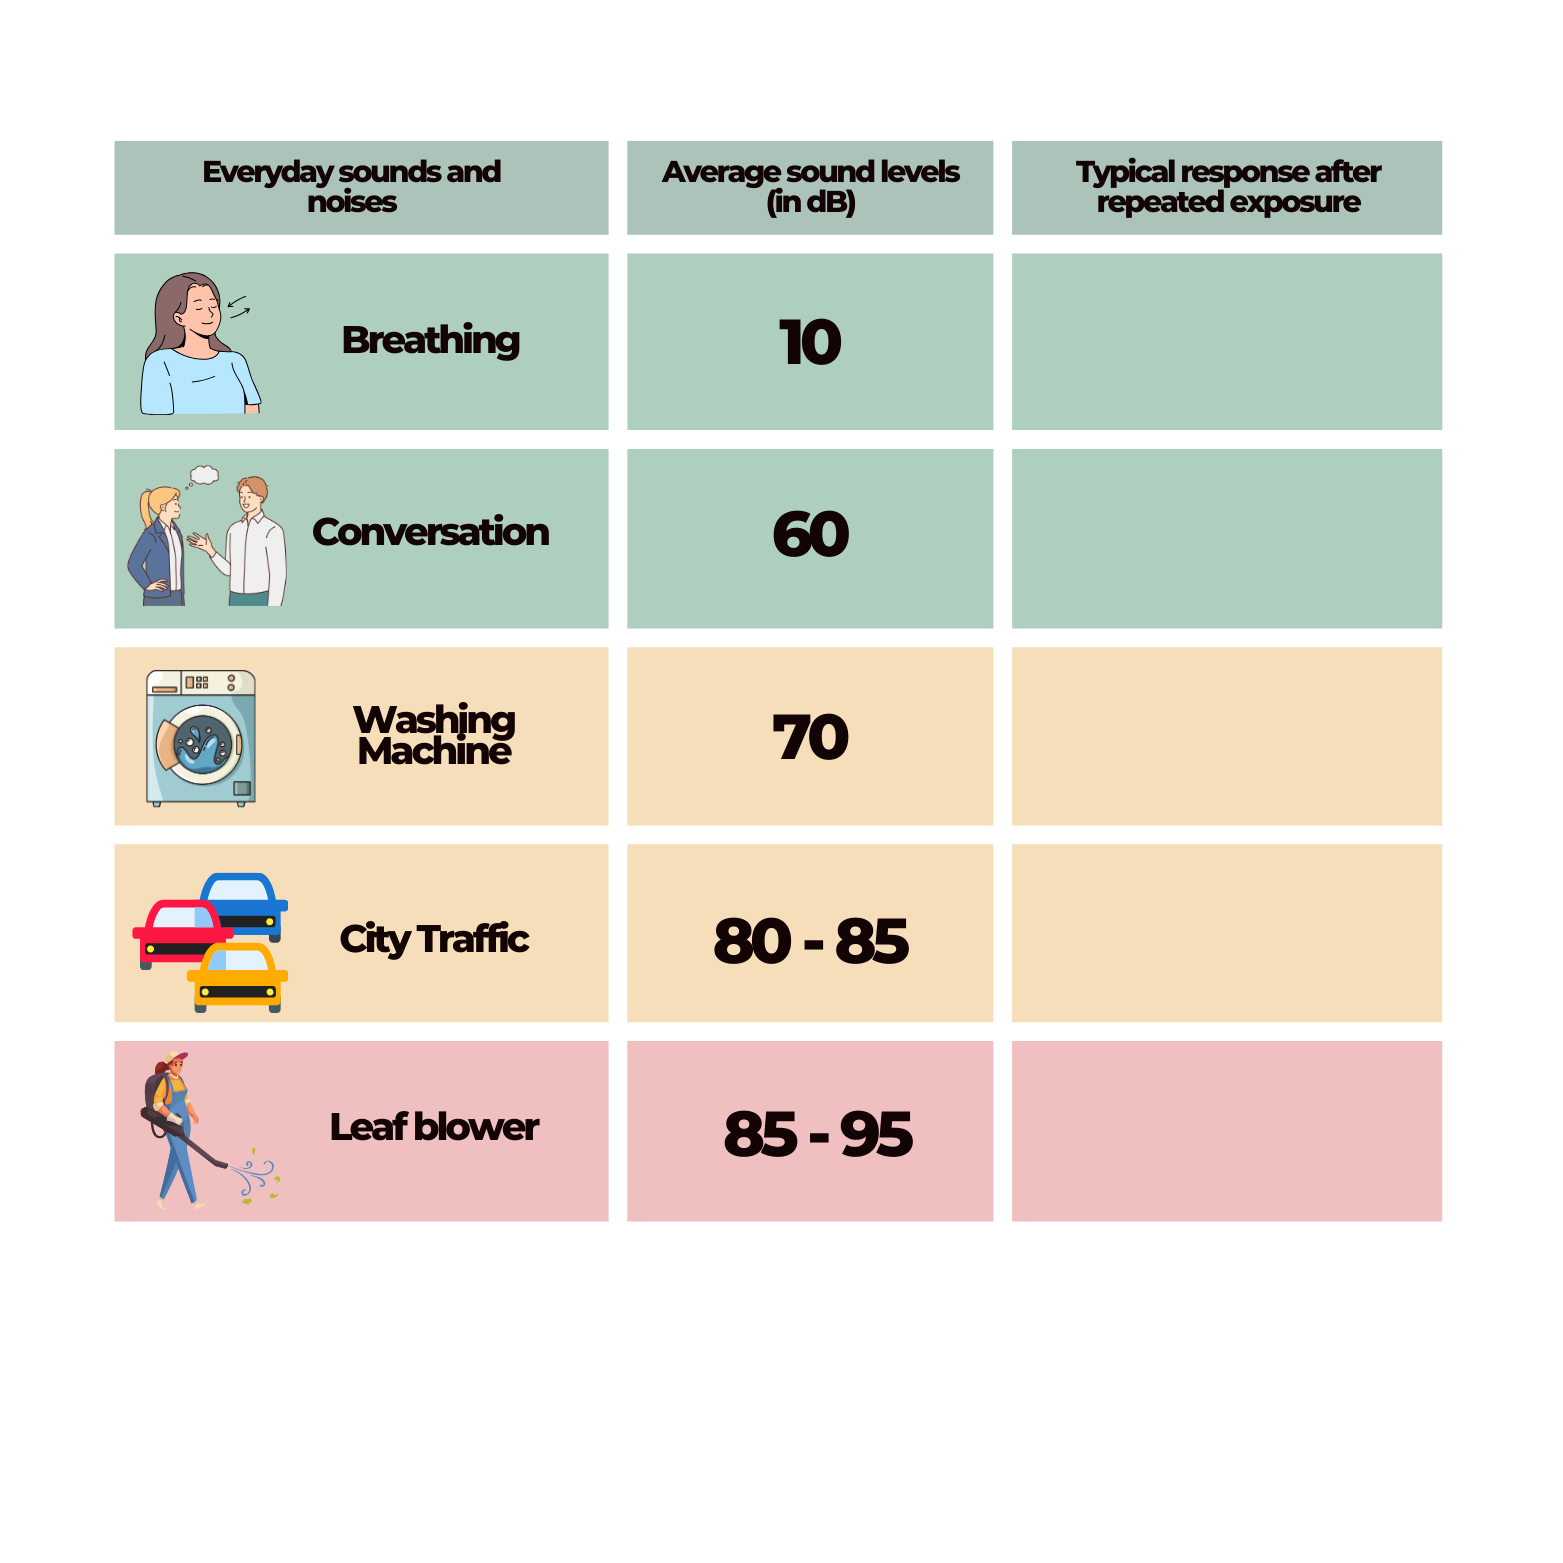 Everyday sounds and
noises
Average sound levels
(in dB)
Typical response after
repeated exposure
Breathing
10
Conversation
60
Washing
Machine
70
City Traffic
80 - 85
Leaf blower
85 - 95